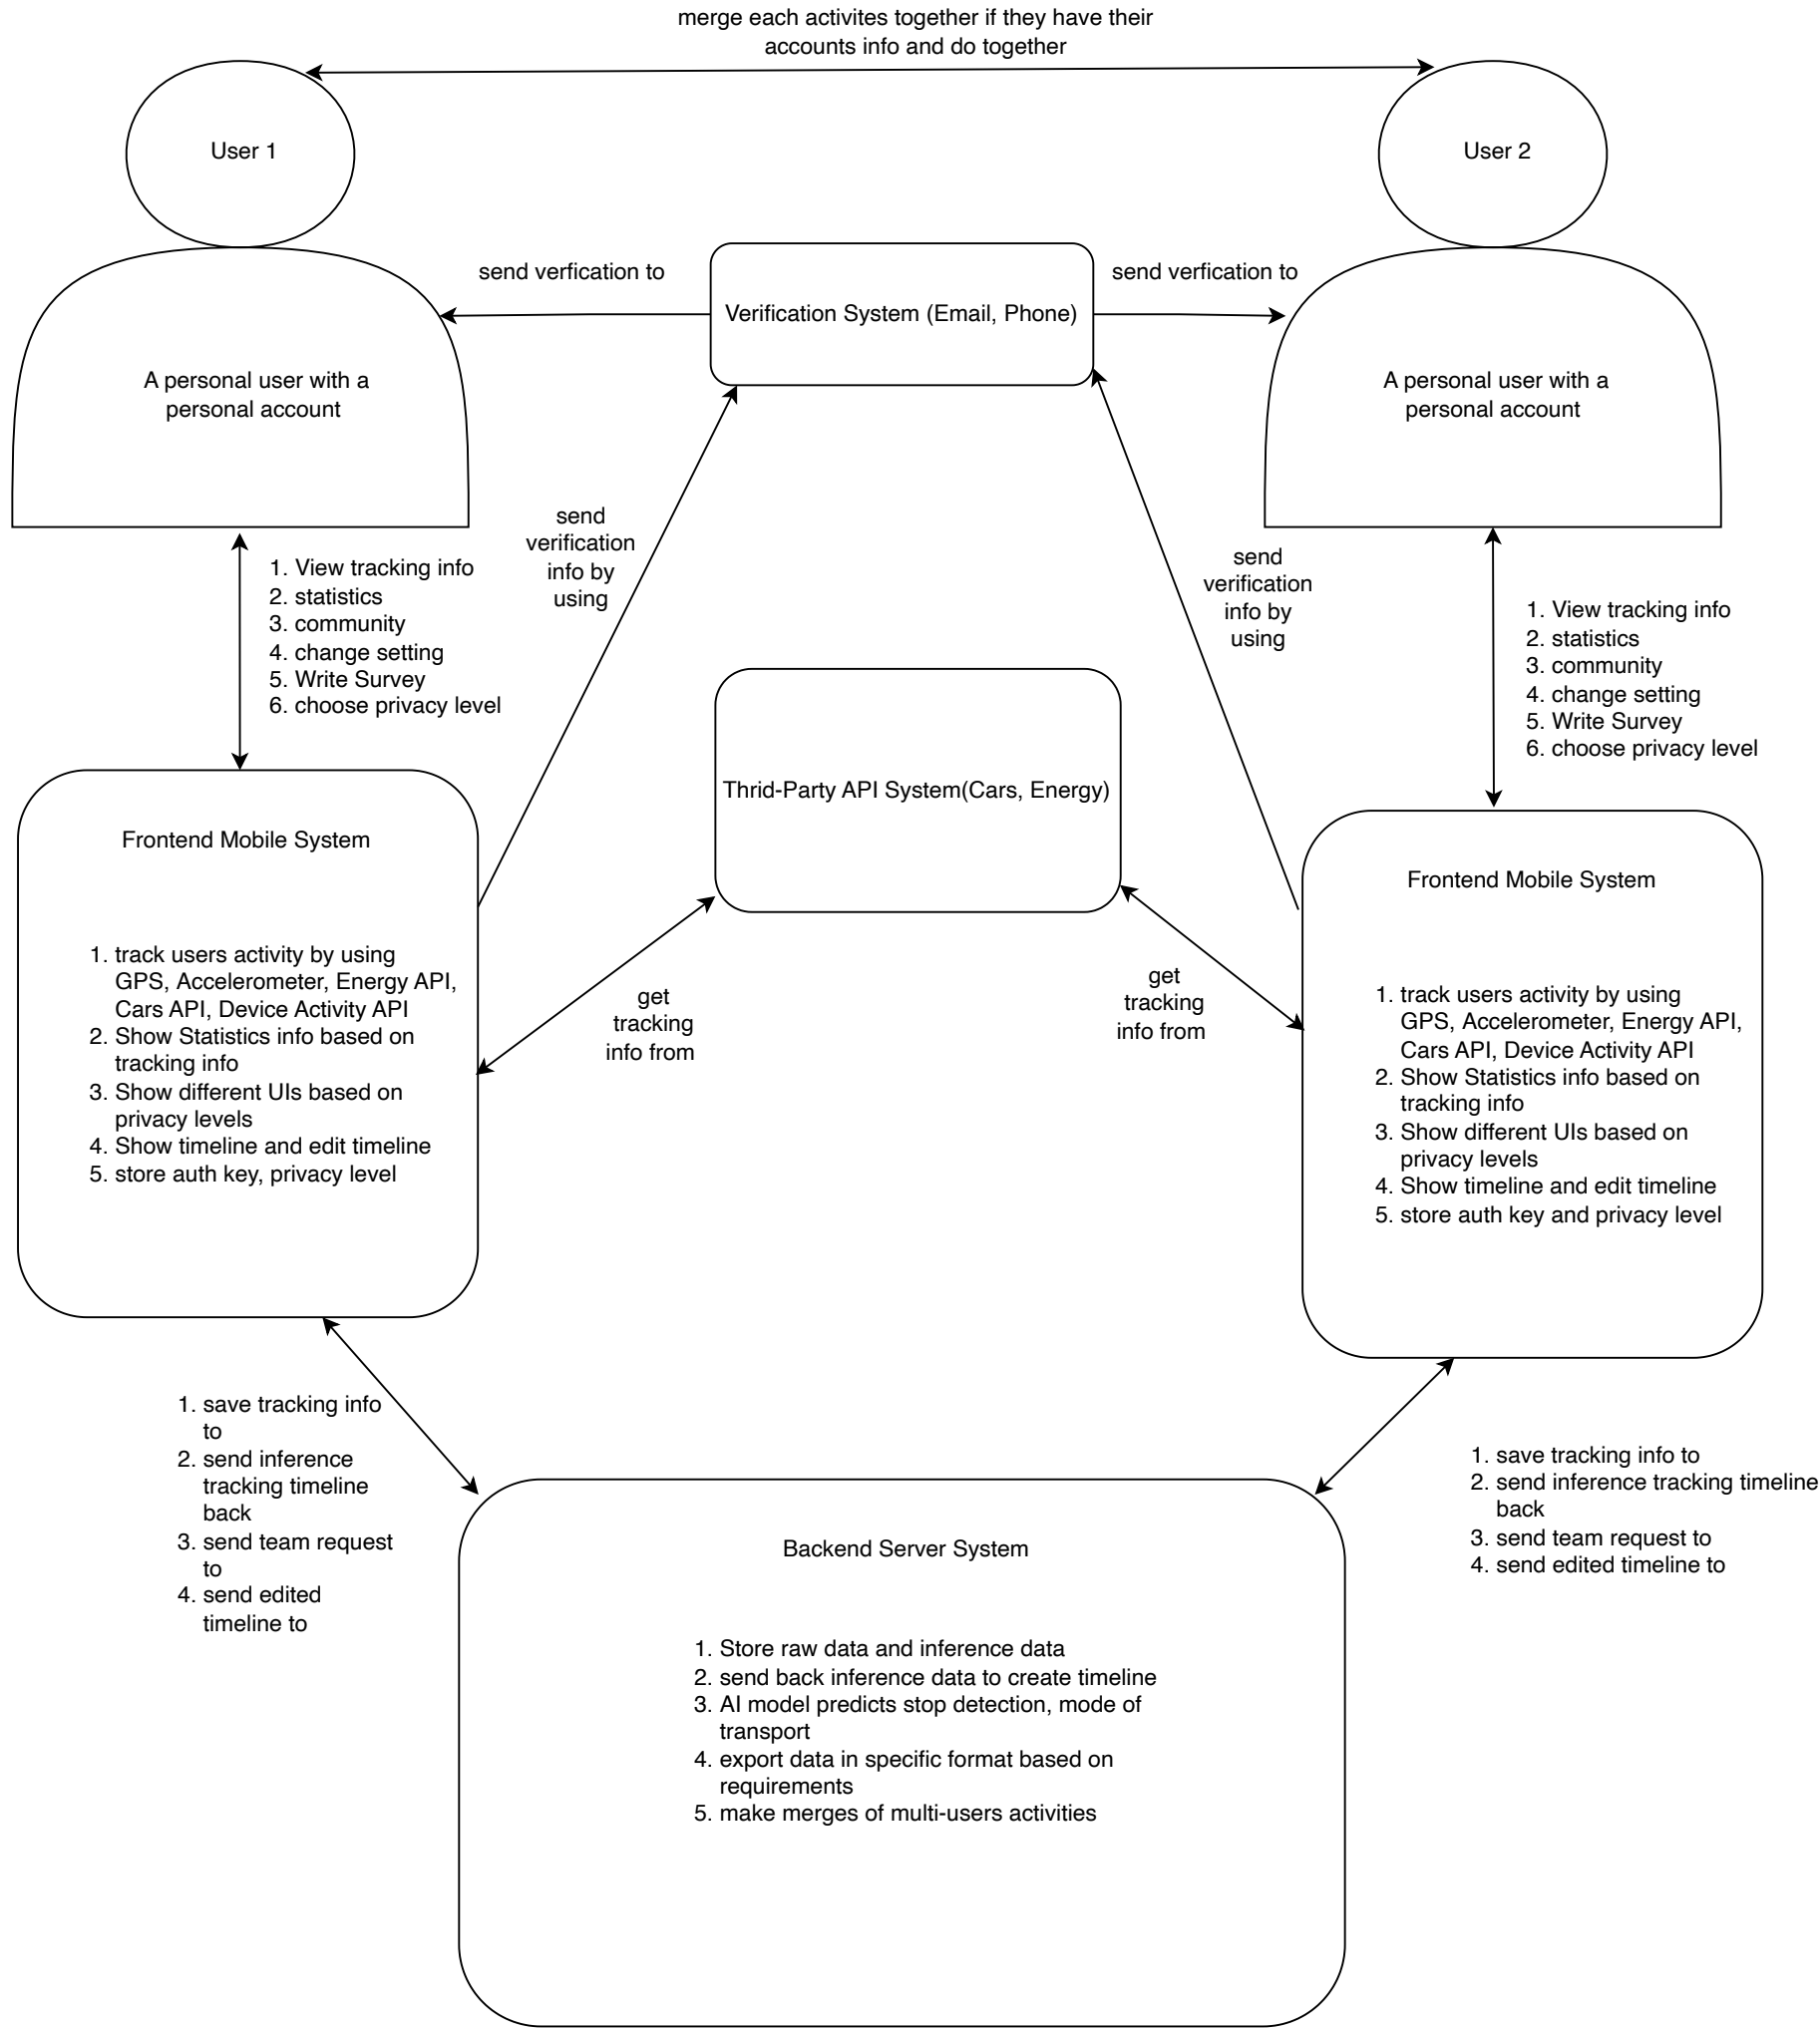 merge each activites together if they have their
accounts info and do together
User 1
User 2
send verfication to
Verification System (Email, Phone)
send verfication to
A personal user with a
personal account
A personal user with a
personal account
send
verification
info by
using
send
verification
info by
using
1. View tracking info
2. statistics
3. community
4. change setting
5. Write Survey
6. choose privacy level
1. View tracking info
2. statistics
3. community
4. change setting
5. Write Survey
6. choose privacy level
Thrid-Party API System(Cars, Energy)
Frontend Mobile System
1. track users activity by using
GPS, Accelerometer, Energy API,
Cars API, Device Activity API
2. Show Statistics info based on
tracking info
3. Show different UIs based on
privacy levels
4. Show timeline and edit timeline
5. store auth key, privacy level
get
tracking
info from
get
tracking
info from
Frontend Mobile System
1. track users activity by using
GPS, Accelerometer, Energy API,
Cars API, Device Activity API
2. Show Statistics info based on
tracking info
3. Show different UIs based on
privacy levels
4. Show timeline and edit timeline
5. store auth key and privacy level
1. save tracking info
to
2. send inference
tracking timeline
back
3. send team request
to
4. send edited
timeline to
1. save tracking info to
2. send inference tracking timeline
back
3. send team request to
4. send edited timeline to
Backend Server System
1. Store raw data and inference data
2. send back inference data to create timeline
3. AI model predicts stop detection, mode of
transport
4. export data in specific format based on
requirements
5. make merges of multi-users activities